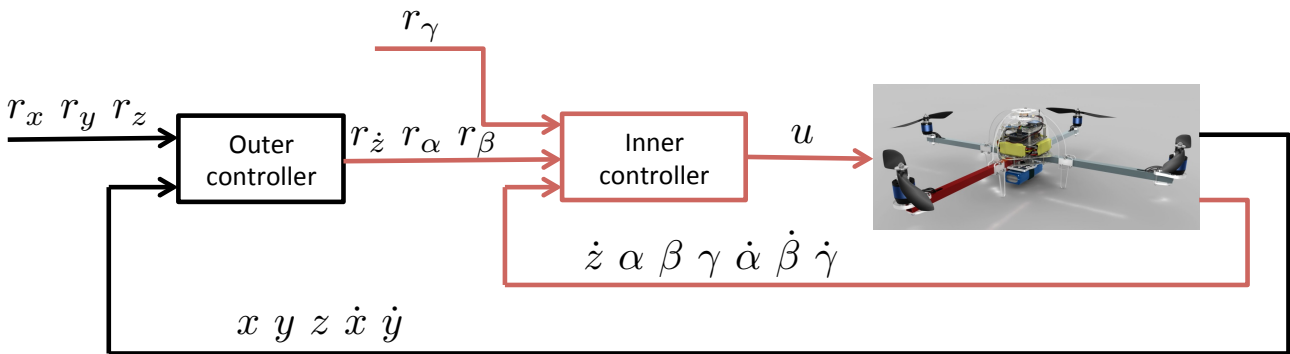 r_γ
r_x r_y r_z
Outer
controller
r_ż r_α r_β
Inner
controller
u
ż α β γ α̇ β̇ γ̇
x y z ẋ ẏ